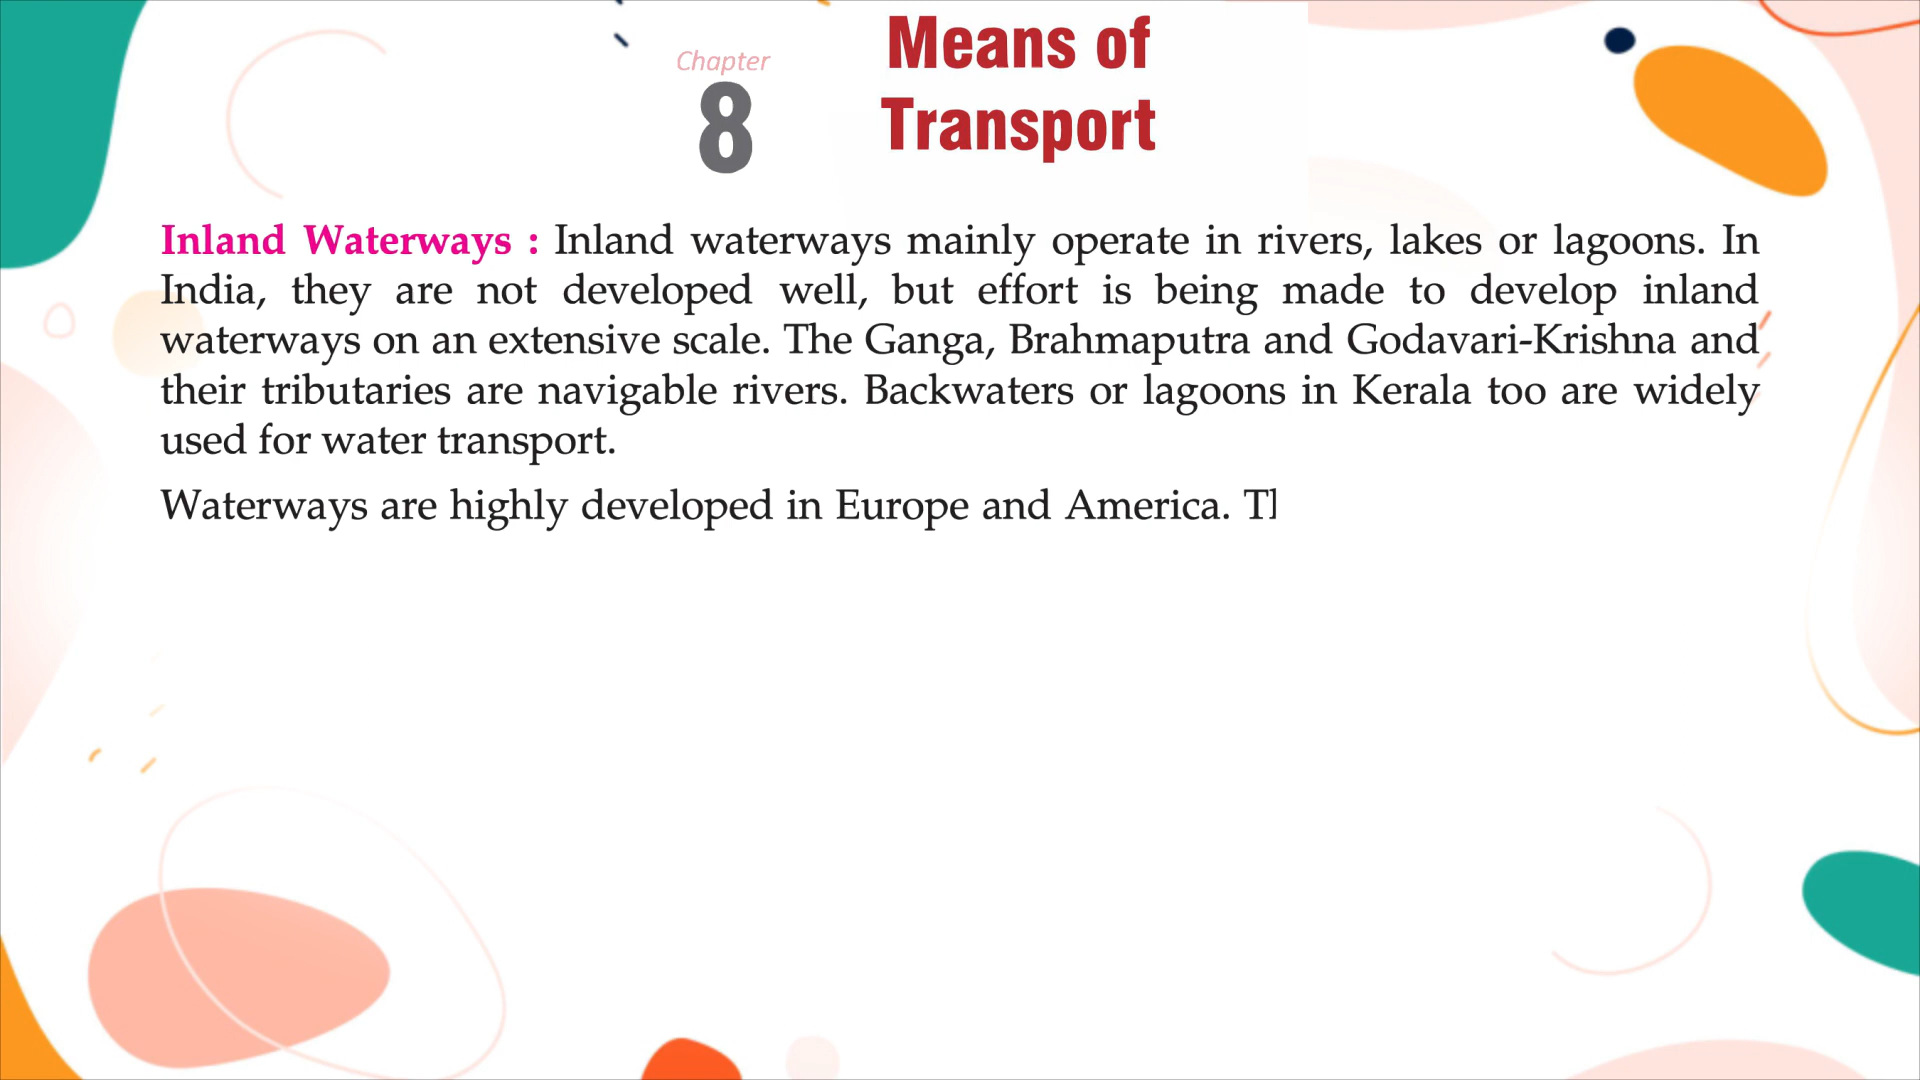 Chapter
8
Means of
Transport
Inland Waterways : Inland waterways mainly operate in rivers, lakes or lagoons. In
India, they are not developed well, but effort is being made to develop inland
waterways on an extensive scale. The Ganga, Brahmaputra and Godavari-Krishna and
their tributaries are navigable rivers. Backwaters or lagoons in Kerala too are widely
used for water transport.
Waterways are highly developed in Europe and America.